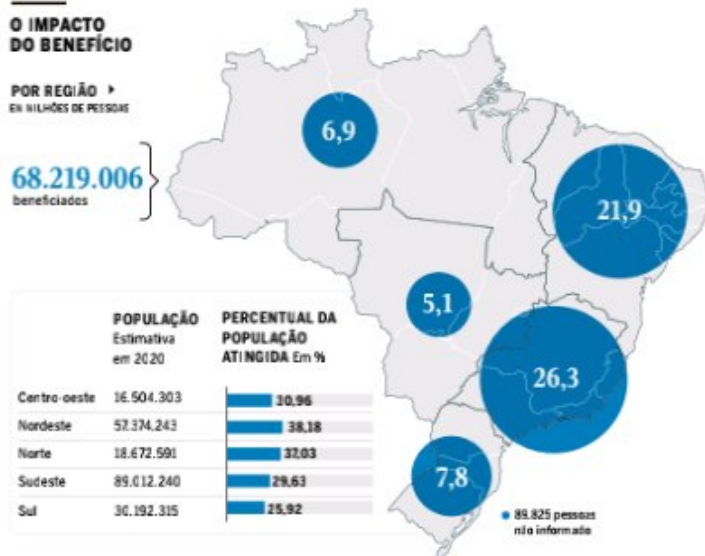 O IMPACTO
DO BENEFÍCIO
POR REGIÃO
EM MILHÕES DE PESSOAS
68.219.006
beneficiados
6,9
21,9
5,1
26,3
7,8
POPULAÇÃO
Estimativa
em 2020
PERCENTUAL DA
POPULAÇÃO
ATINGIDA Em %
Centro-oeste 16.504.303 30,96
Nordeste 57.374.243 38,18
Norte 18.672.591 37,03
Sudeste 89.012.240 29,63
Sul 30.192.315 25,92
89.825 pessoas
não informado